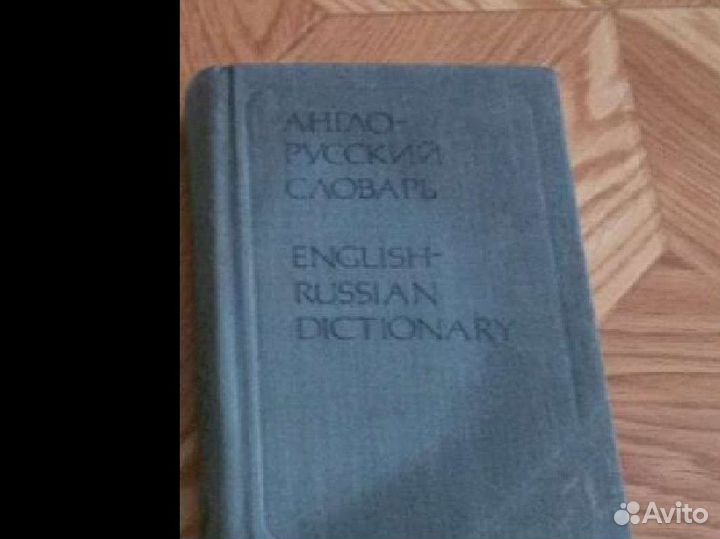 АНГЛО-
РУССКИЙ
СЛОВАРЬ
ENGLISH-
RUSSIAN
DICTIONARY
Avito